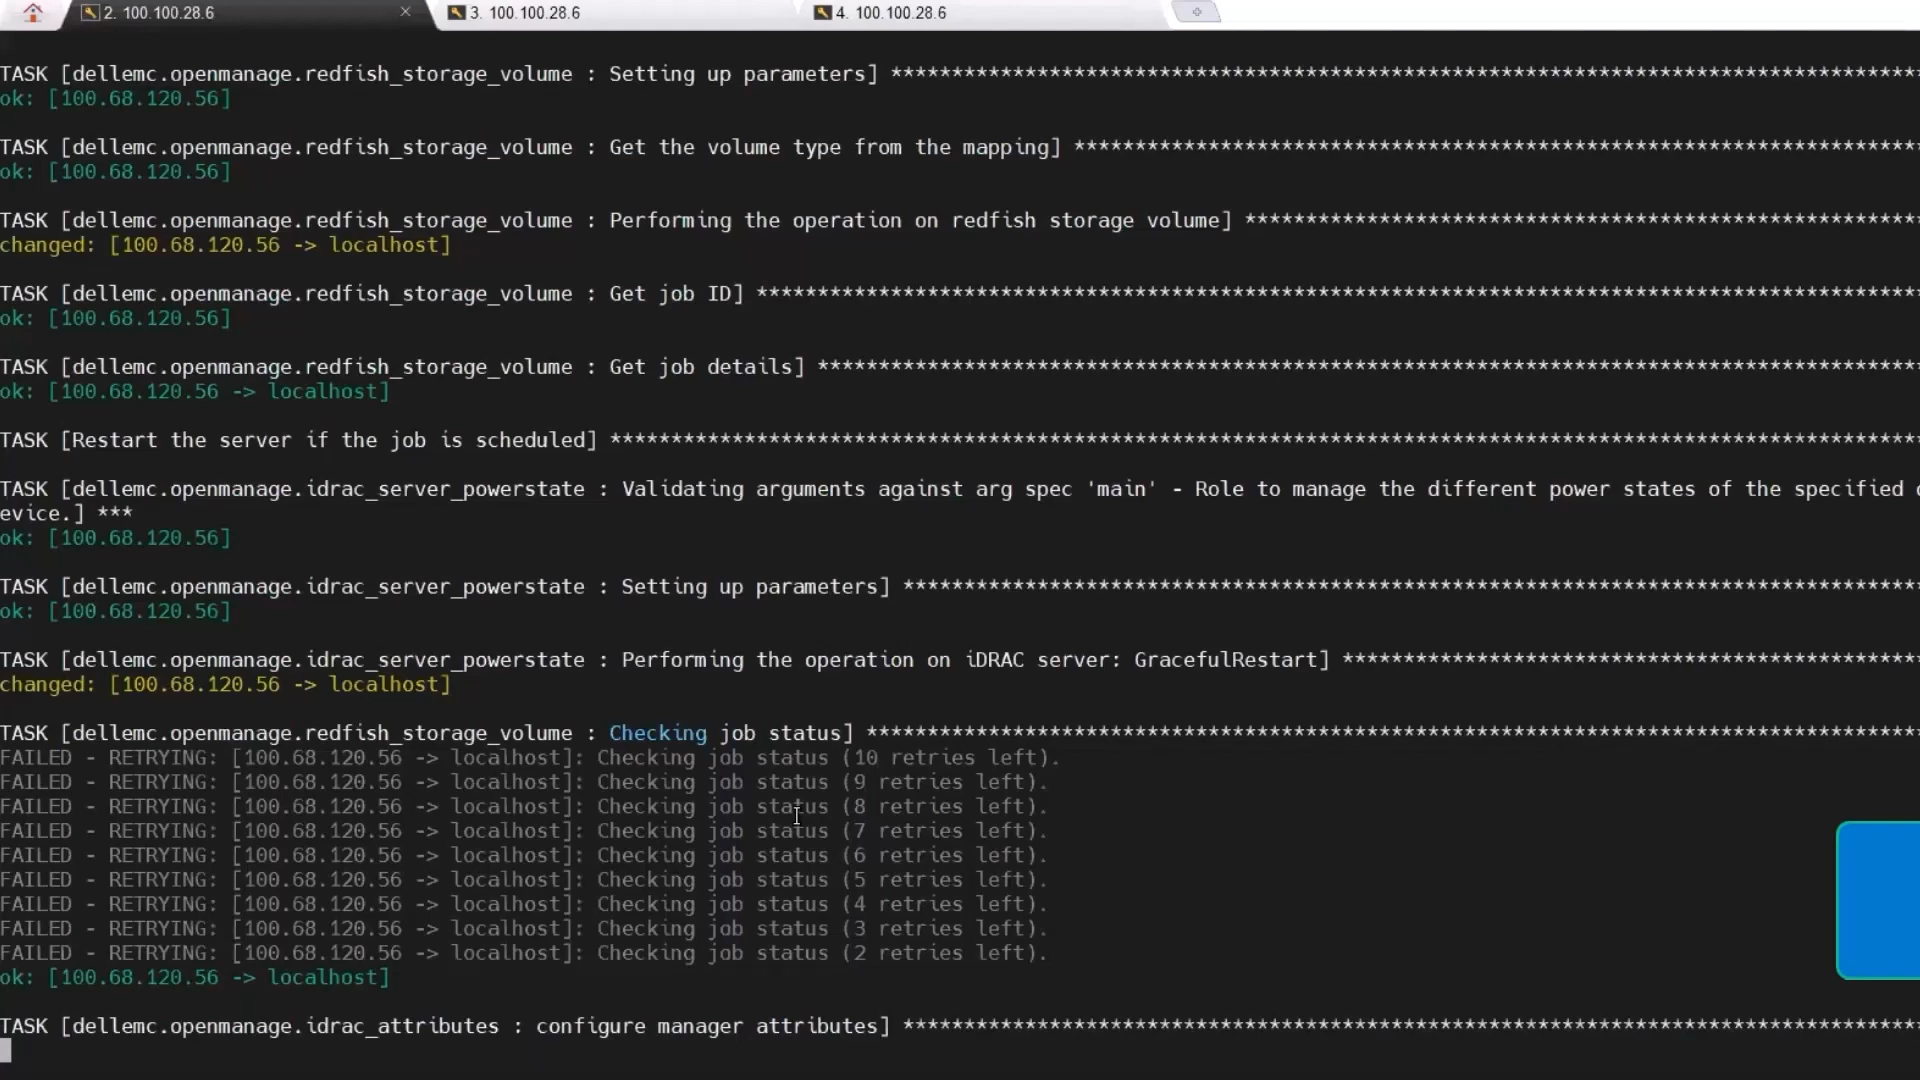 2. 100.100.28.6
3. 100.100.28.6
4. 100.100.28.6
TASK [dellemc.openmanage.redfish_storage_volume : Setting up parameters] ************************************************************************************
ok: [100.68.120.56]
TASK [dellemc.openmanage.redfish_storage_volume : Get the volume type from the mapping] *********************************************************************
ok: [100.68.120.56]
TASK [dellemc.openmanage.redfish_storage_volume : Performing the operation on redfish storage volume] *******************************************************
changed: [100.68.120.56 -> localhost]
TASK [dellemc.openmanage.redfish_storage_volume : Get job ID] ***********************************************************************************************
ok: [100.68.120.56]
TASK [dellemc.openmanage.redfish_storage_volume : Get job details] ******************************************************************************************
ok: [100.68.120.56 -> localhost]
TASK [Restart the server if the job is scheduled] ***********************************************************************************************************
TASK [dellemc.openmanage.idrac_server_powerstate : Validating arguments against arg spec 'main' - Role to manage the different power states of the specified
evice.] ***
ok: [100.68.120.56]
TASK [dellemc.openmanage.idrac_server_powerstate : Setting up parameters] ***********************************************************************************
ok: [100.68.120.56]
TASK [dellemc.openmanage.idrac_server_powerstate : Performing the operation on iDRAC server: GracefulRestart] ***********************************************
changed: [100.68.120.56 -> localhost]
TASK [dellemc.openmanage.redfish_storage_volume : Checking job status] **************************************************************************************
FAILED - RETRYING: [100.68.120.56 -> localhost]: Checking job status (10 retries left).
FAILED - RETRYING: [100.68.120.56 -> localhost]: Checking job status (9 retries left).
FAILED - RETRYING: [100.68.120.56 -> localhost]: Checking job status (8 retries left).
FAILED - RETRYING: [100.68.120.56 -> localhost]: Checking job status (7 retries left).
FAILED - RETRYING: [100.68.120.56 -> localhost]: Checking job status (6 retries left).
FAILED - RETRYING: [100.68.120.56 -> localhost]: Checking job status (5 retries left).
FAILED - RETRYING: [100.68.120.56 -> localhost]: Checking job status (4 retries left).
FAILED - RETRYING: [100.68.120.56 -> localhost]: Checking job status (3 retries left).
FAILED - RETRYING: [100.68.120.56 -> localhost]: Checking job status (2 retries left).
ok: [100.68.120.56 -> localhost]
TASK [dellemc.openmanage.idrac_attributes : configure manager attributes] ***********************************************************************************